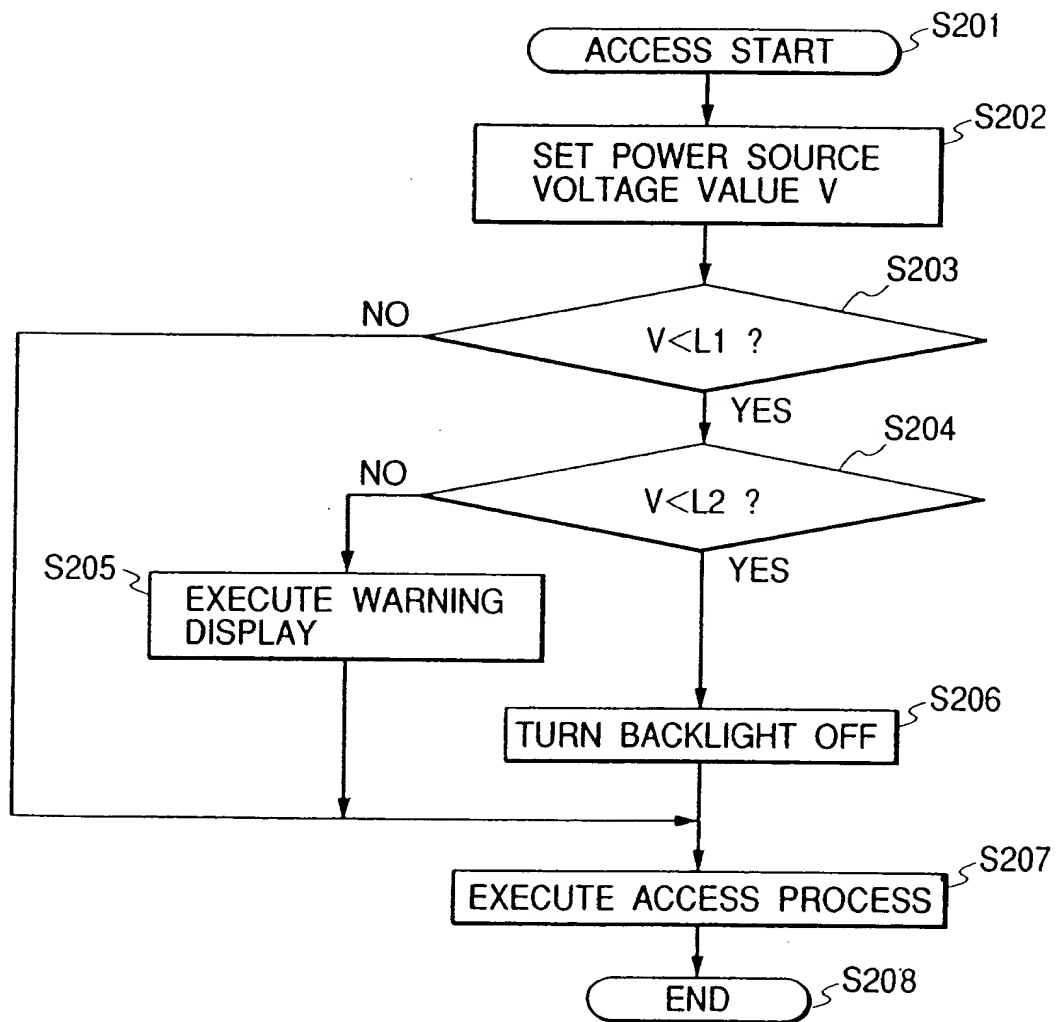 ACCESS START
S201
SET POWER SOURCE
VOLTAGE VALUE V
S202
V<L1 ?
S203
NO
YES
V<L2 ?
S204
NO
YES
S205
EXECUTE WARNING
DISPLAY
TURN BACKLIGHT OFF
S206
EXECUTE ACCESS PROCESS
S207
END
S208